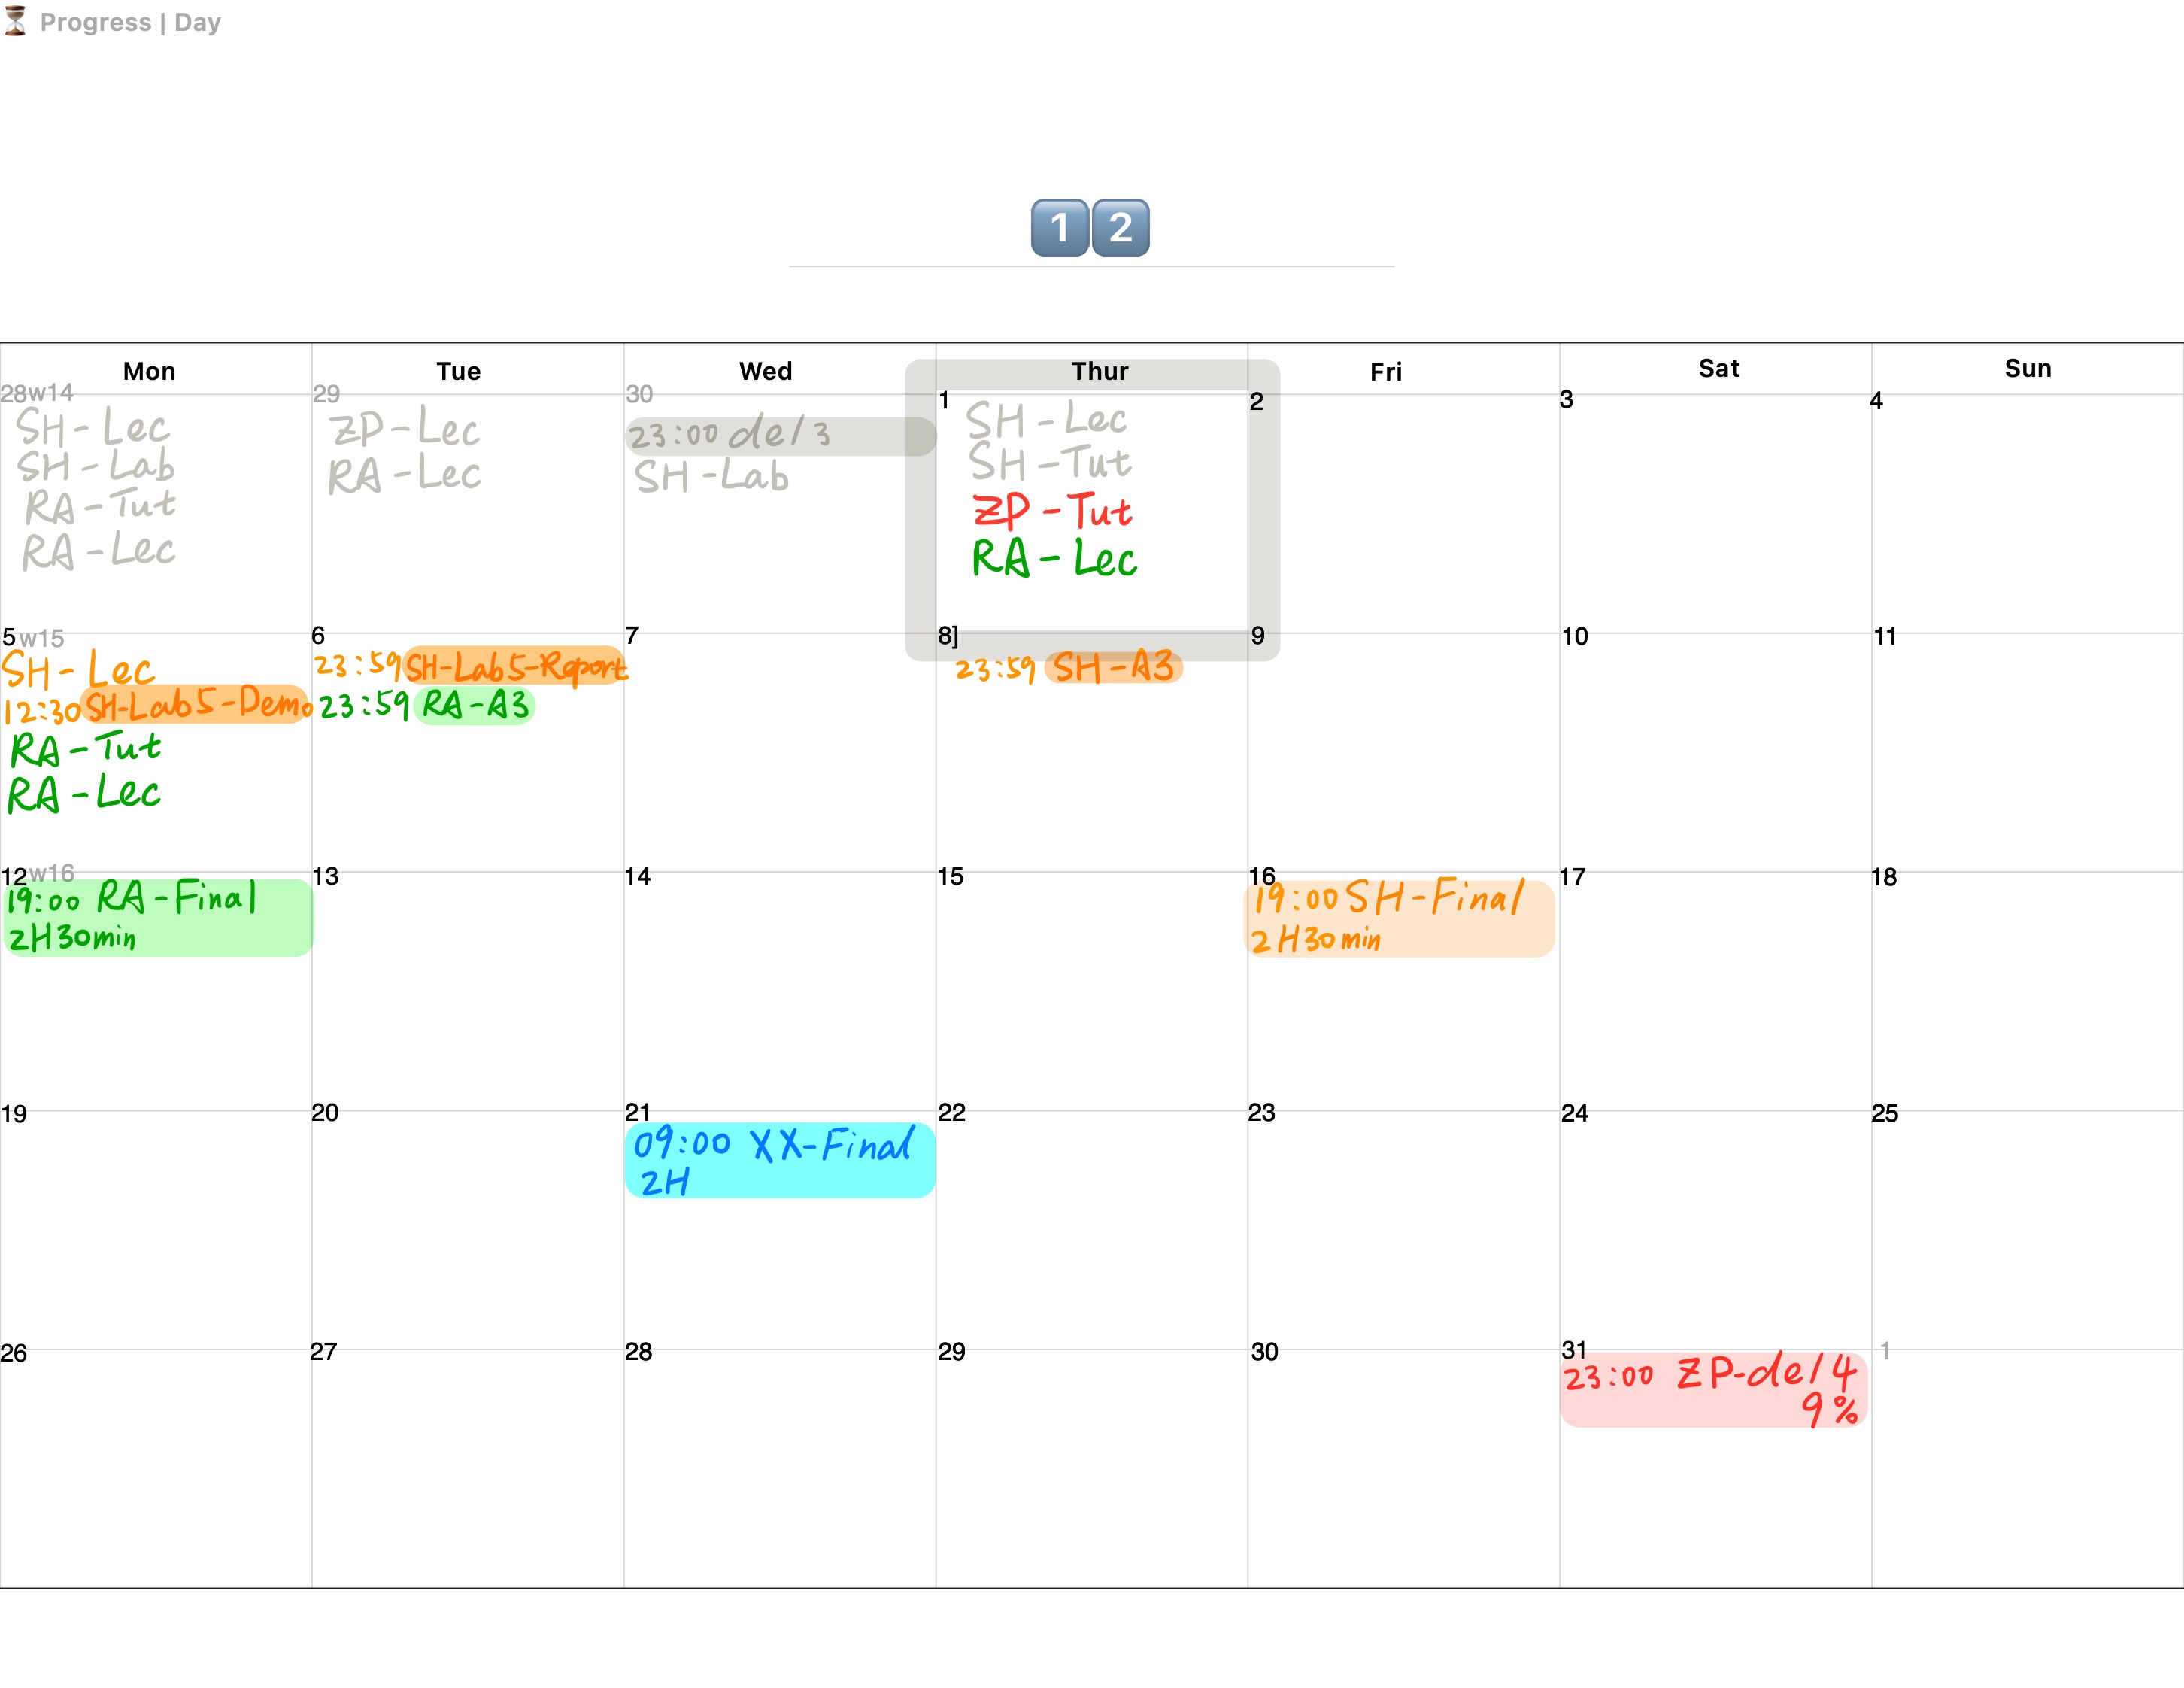 ⏳ Progress | Day
1️⃣2️⃣
Mon Tue Wed Thur Fri Sat Sun
28w14
SH-Lec
SH-Lab
RA-Tut
RA-Lec
29
ZP-Lec
RA-Lec
30
23:00 del 3
SH-Lab
1
SH-Lec
SH-Tut
ZP-Tut
RA-Lec
2
3
4
5w15
SH-Lec
12:30 SH-Lab5-Demo
RA-Tut
RA-Lec
6
23:59 SH-Lab5-Report
23:59 RA-A3
7
8]
23:59 SH-A3
9
10
11
12w16
19:00 RA-Final
2H30min
13
14
15
16
19:00 SH-Final
2H30min
17
18
19
20
21
09:00 XX-Final
2H
22
23
24
25
26
27
28
29
30
31
23:00 ZP-del 4
9%
1